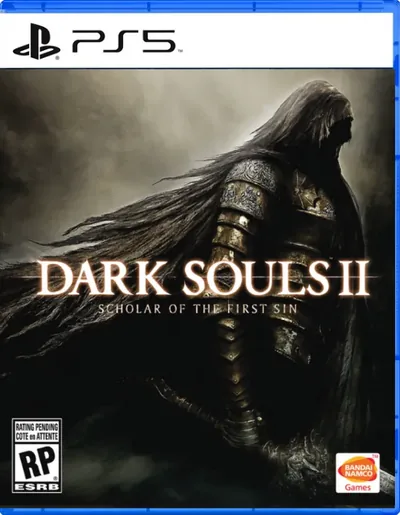 PS5
DARK SOULS II
SCHOLAR OF THE FIRST SIN
RATING PENDING
COTE en ATTENTE
RP
ESRB
BANDAI
NAMCO
Games